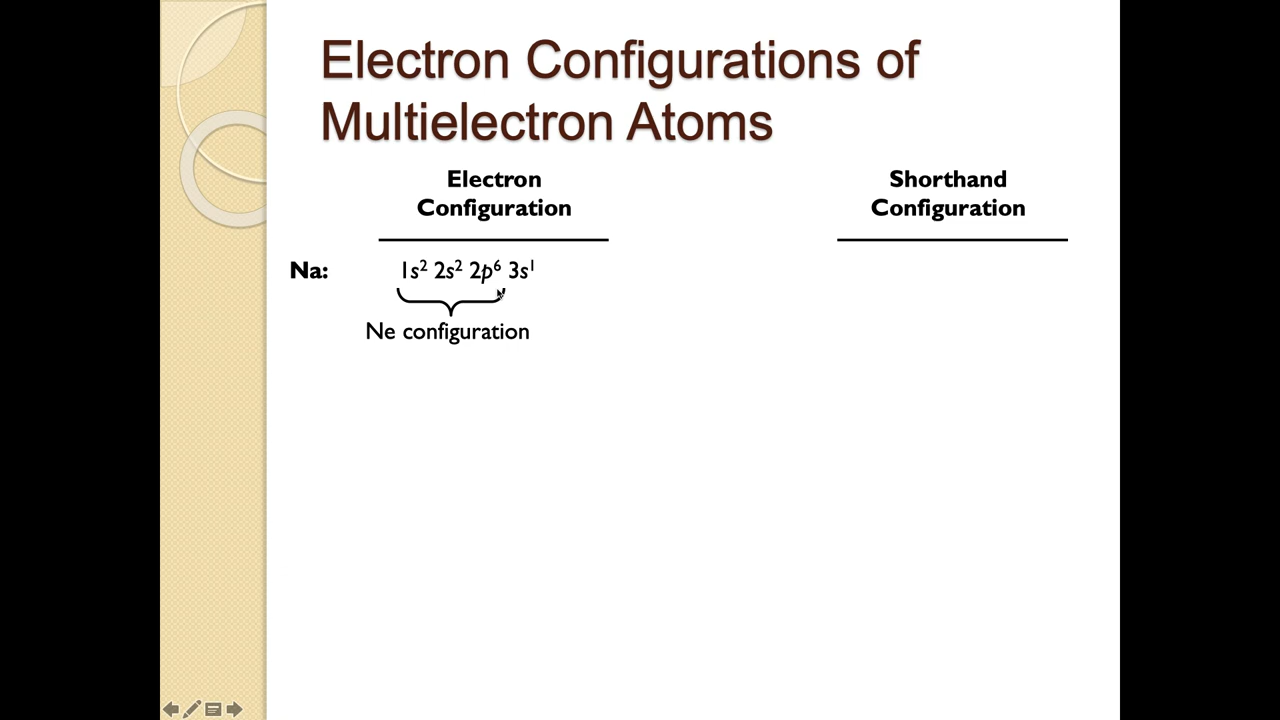 Electron Configurations of
Multielectron Atoms
Electron
Configuration
Shorthand
Configuration
Na: 1s² 2s² 2p⁶ 3s¹
Ne configuration